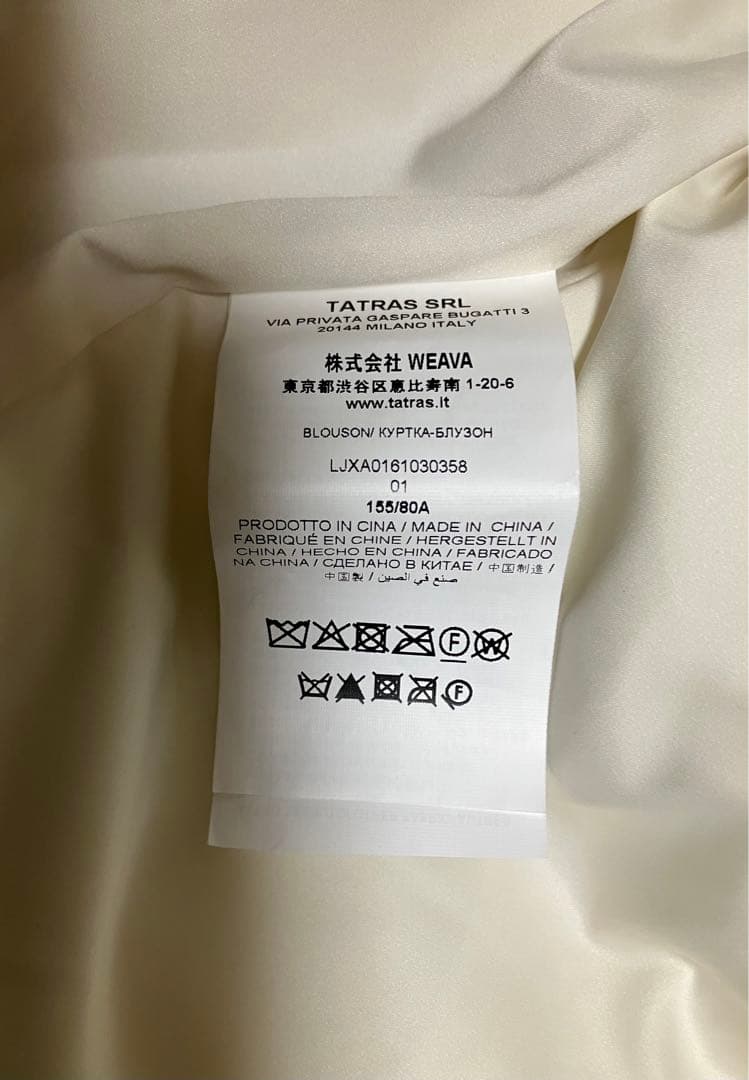 TATRAS SRL
VIA PRIVATA GASPARE BUGATTI 3
20144 MILANO ITALY
株式会社 WEAVA
東京都渋谷区恵比寿南 1-20-6
www.tatras.it
BLOUSON/ КУРТКА-БЛУЗОН
LJXA0161030358
01
155/80A
PRODOTTO IN CINA / MADE IN CHINA /
FABRIQUÉ EN CHINE / HERGESTELLT IN
CHINA / HECHO EN CHINA / FABRICADO
NA CHINA / СДЕЛАНО В КИТАЕ / 中国制造 /
中国製 / صنع في الصين /
F W
F